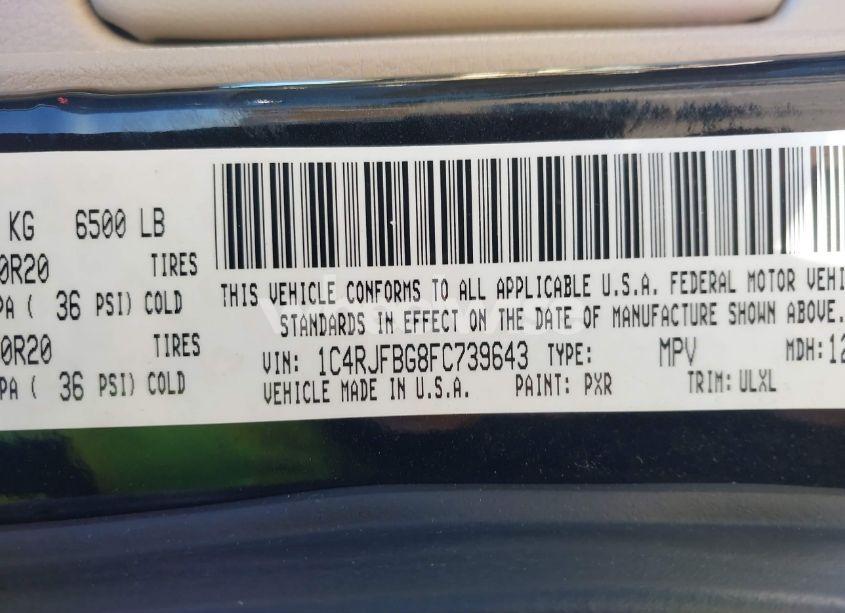 KG 6500 LB
0R20 TIRES
PA ( 36 PSI) COLD
0R20 TIRES
PA ( 36 PSI) COLD
THIS VEHICLE CONFORMS TO ALL APPLICABLE U.S.A. FEDERAL MOTOR VEHI
STANDARDS IN EFFECT ON THE DATE OF MANUFACTURE SHOWN ABOVE.
VIN: 1C4RJFBG8FC739643 TYPE: MPV MDH: 12
VEHICLE MADE IN U.S.A. PAINT: PXR TRIM: ULXL